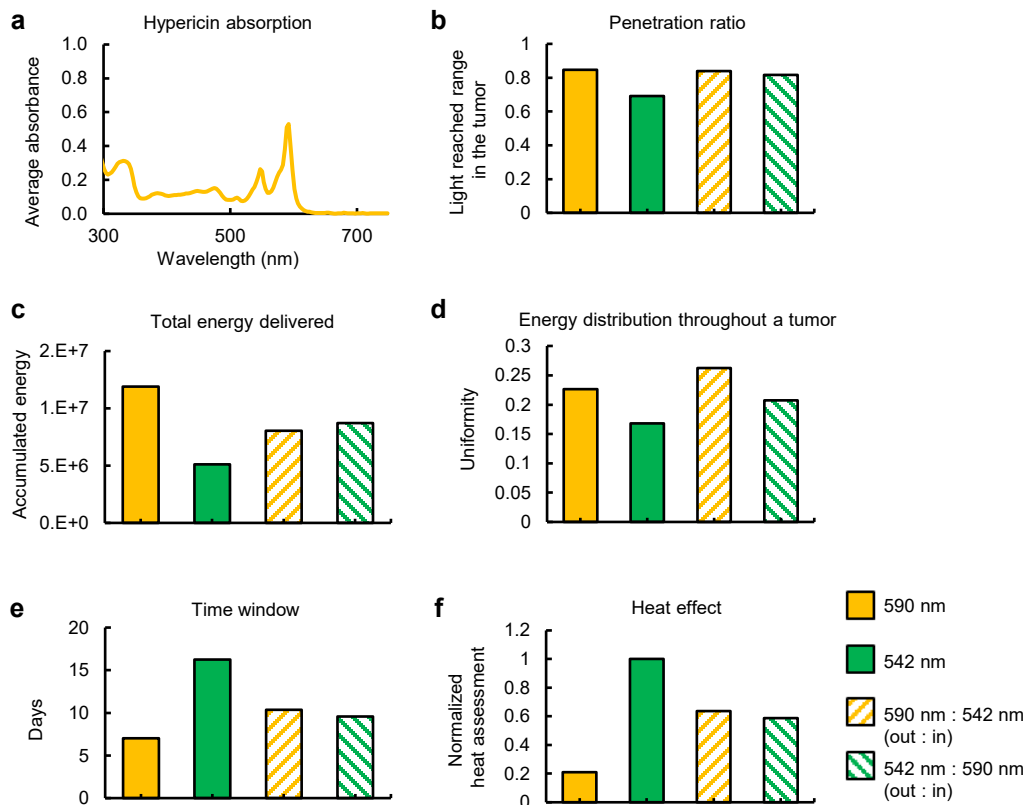 a
Hypericin absorption
1.0
0.8
0.6
0.4
0.2
0.0
Average absorbance
300
500
700
Wavelength (nm)
b
Penetration ratio
1
0.8
0.6
0.4
0.2
0
Light reached range
in the tumor
c
Total energy delivered
2.E+7
1.E+7
5.E+6
0.E+0
Accumulated energy
d
Energy distribution throughout a tumor
0.3
0.25
0.2
0.15
0.1
0.05
0
Uniformity
e
Time window
20
15
10
5
0
Days
f
Heat effect
1.2
1
0.8
0.6
0.4
0.2
0
Normalized
heat assessment
590 nm
542 nm
590 nm : 542 nm
(out : in)
542 nm : 590 nm
(out : in)